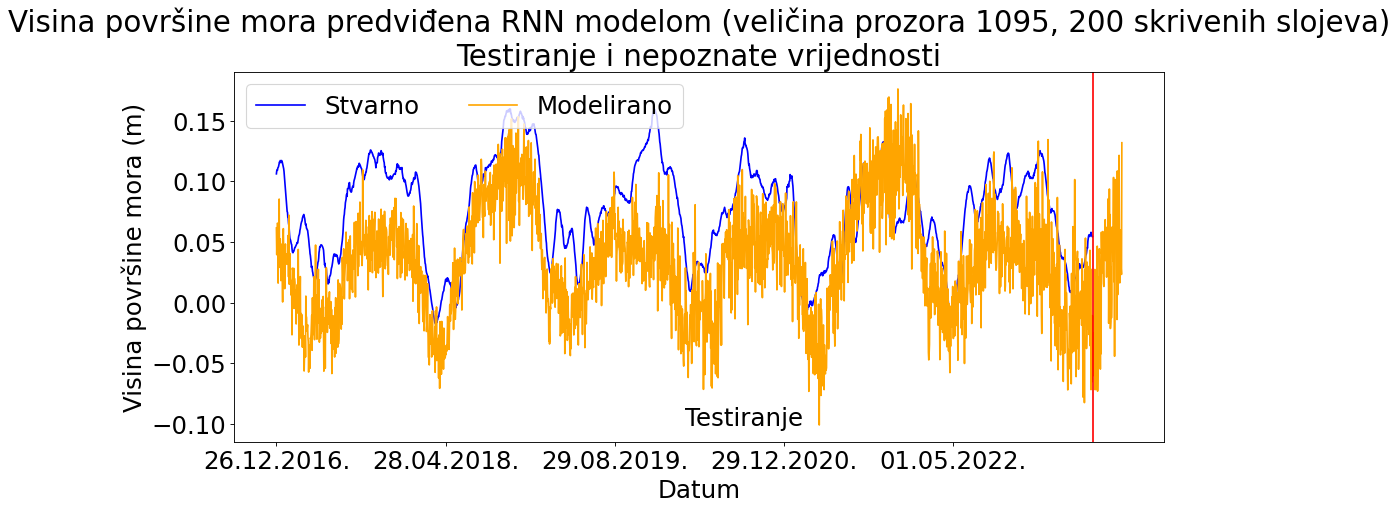 Visina površine mora predviđena RNN modelom (veličina prozora 1095, 200 skrivenih slojeva)
Testiranje i nepoznate vrijednosti
Stvarno Modelirano
Visina površine mora (m)
0.15
0.10
0.05
0.00
−0.05
−0.10
Testiranje
26.12.2016. 28.04.2018. 29.08.2019. 29.12.2020. 01.05.2022.
Datum